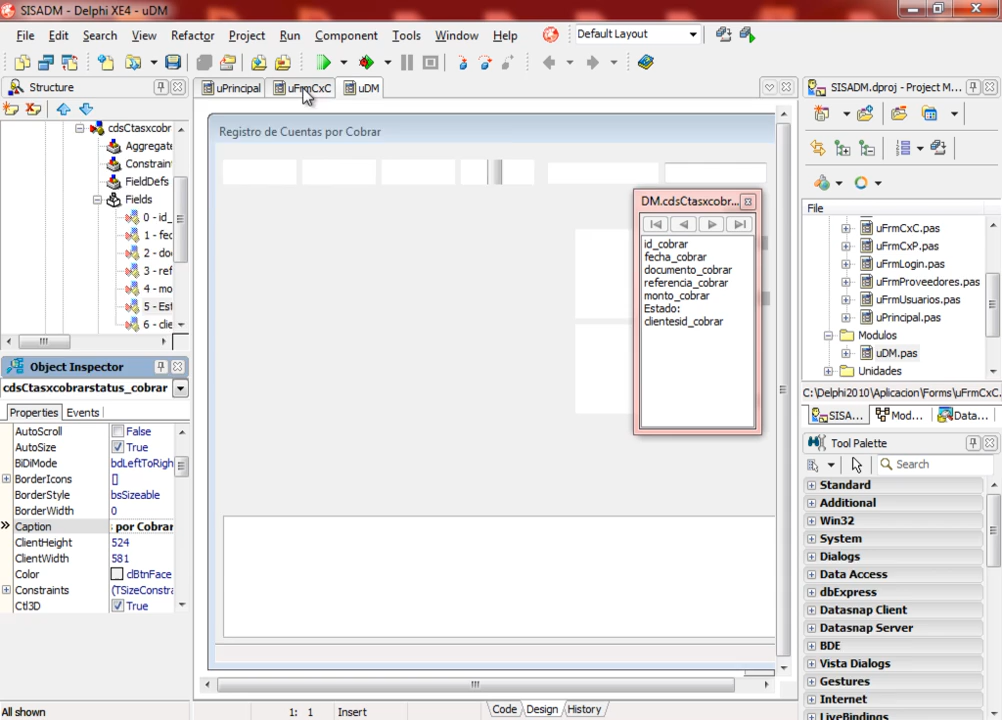 SISADM - Delphi XE4 - uDM
File Edit Search View Refactor Project Run Component Tools Window Help
Default Layout
Structure
cdsCtasxcobr
Aggregate
Constrain
FieldDefs
Fields
0 - id_
1 - fec
2 - do
3 - ref
4 - mo
5 - Est
6 - clie
Object Inspector
cdsCtasxcobrarstatus_cobrar
Properties Events
AutoScroll False
AutoSize True
BiDiMode bdLeftToRigh
BorderIcons []
BorderStyle bsSizeable
BorderWidth 0
Caption por Cobrar
ClientHeight 524
ClientWidth 581
Color clBtnFace
Constraints (TSizeConstra
Ctl3D True
All shown
uPrincipal uFrmCxC uDM
Registro de Cuentas por Cobrar
DM.cdsCtasxcobr...
id_cobrar
fecha_cobrar
documento_cobrar
referencia_cobrar
monto_cobrar
Estado:
clientesid_cobrar
1: 1 Insert
Code Design History
SISADM.dproj - Project M...
File
uFrmCxC.pas
uFrmCxP.pas
uFrmLogin.pas
uFrmProveedores.pas
uFrmUsuarios.pas
uPrincipal.pas
Modulos
uDM.pas
Unidades
C:\Delphi2010\Aplicacion\Forms\uFrmCxC.
SISA... Mod... Data...
Tool Palette
Search
Standard
Additional
Win32
System
Dialogs
Data Access
dbExpress
Datasnap Client
Datasnap Server
BDE
Vista Dialogs
Gestures
Internet
LiveBindings